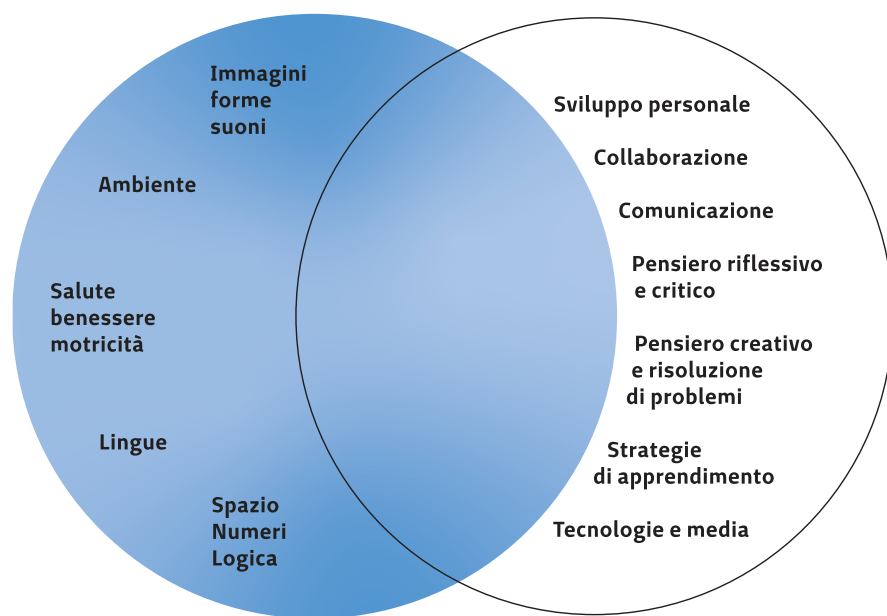 Immagini
forme
suoni
Ambiente
Salute
benessere
motricità
Lingue
Spazio
Numeri
Logica
Sviluppo personale
Collaborazione
Comunicazione
Pensiero riflessivo
e critico
Pensiero creativo
e risoluzione
di problemi
Strategie
di apprendimento
Tecnologie e media